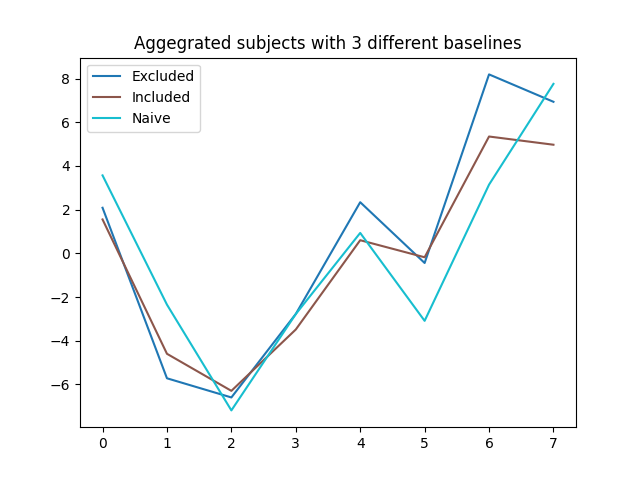 Aggegrated subjects with 3 different baselines
Excluded
Included
Naive
8
6
4
2
0
−2
−4
−6
0 1 2 3 4 5 6 7